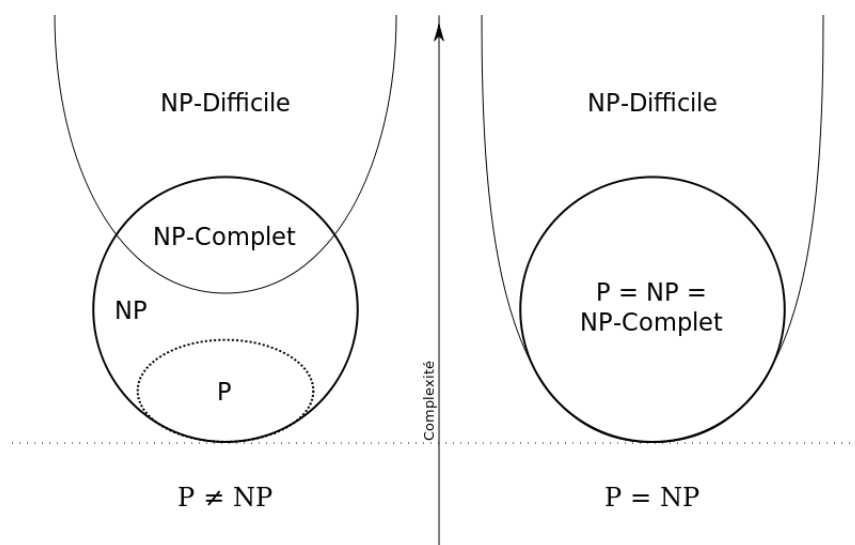 NP-Difficile
NP-Complet
NP
P
P ≠ NP
Complexité
NP-Difficile
P = NP =
NP-Complet
P = NP